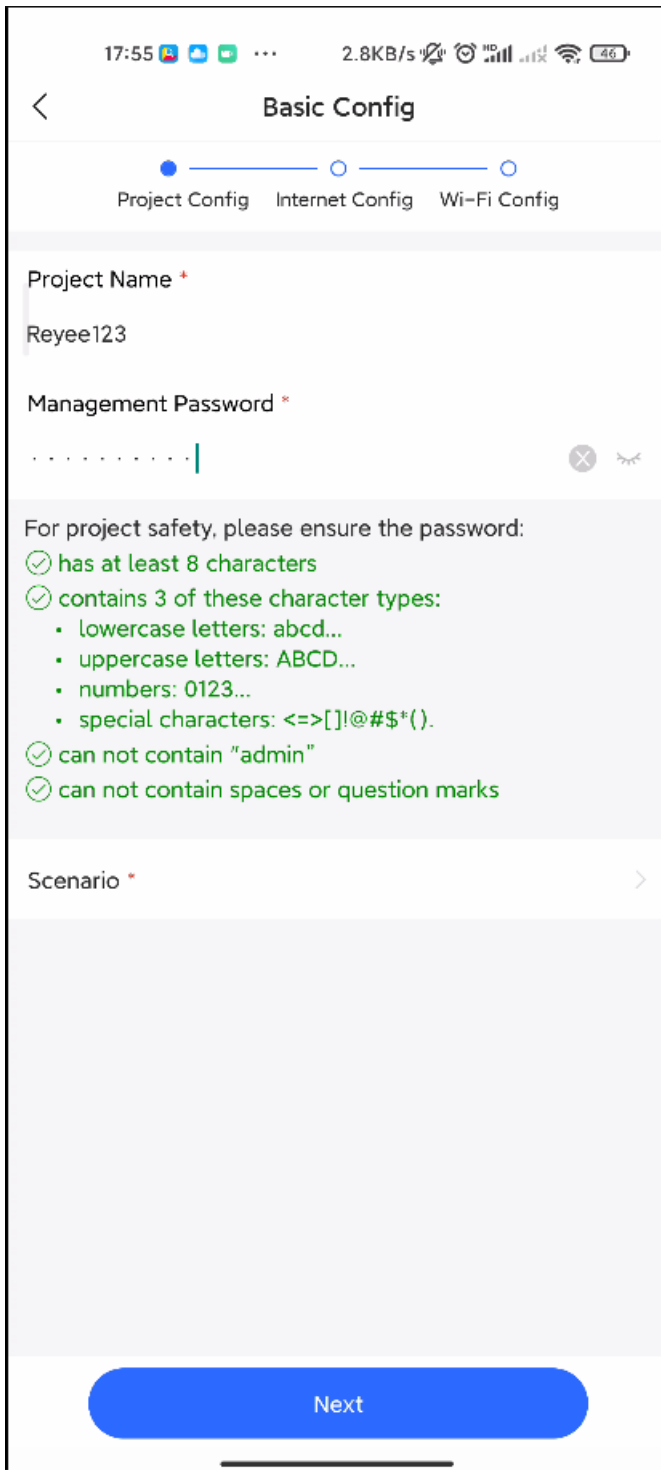 17:55 ... 2.8KB/s HD 46
Basic Config
Project Config Internet Config Wi-Fi Config
Project Name *
Reyee123
Management Password *
..........
For project safety, please ensure the password:
has at least 8 characters
contains 3 of these character types:
• lowercase letters: abcd...
• uppercase letters: ABCD...
• numbers: 0123...
• special characters: <=>[]!@#$*().
can not contain "admin"
can not contain spaces or question marks
Scenario *
Next